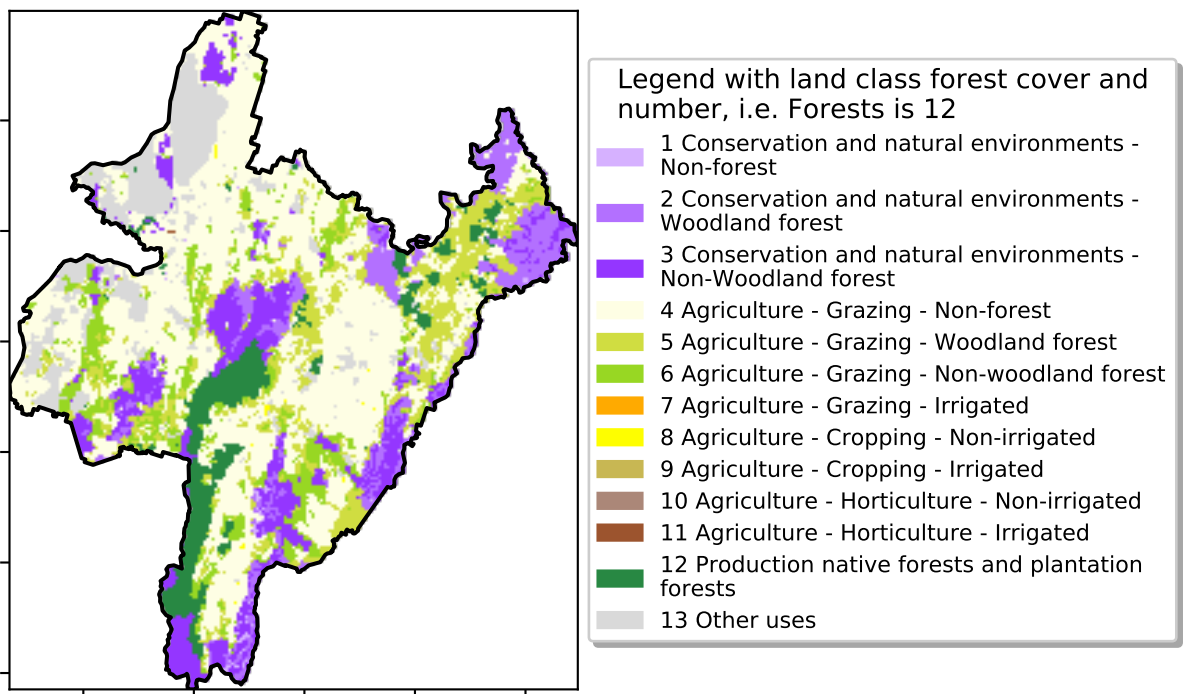 Legend with land class forest cover and
number, i.e. Forests is 12
1 Conservation and natural environments -
Non-forest
2 Conservation and natural environments -
Woodland forest
3 Conservation and natural environments -
Non-Woodland forest
4 Agriculture - Grazing - Non-forest
5 Agriculture - Grazing - Woodland forest
6 Agriculture - Grazing - Non-woodland forest
7 Agriculture - Grazing - Irrigated
8 Agriculture - Cropping - Non-irrigated
9 Agriculture - Cropping - Irrigated
10 Agriculture - Horticulture - Non-irrigated
11 Agriculture - Horticulture - Irrigated
12 Production native forests and plantation
forests
13 Other uses